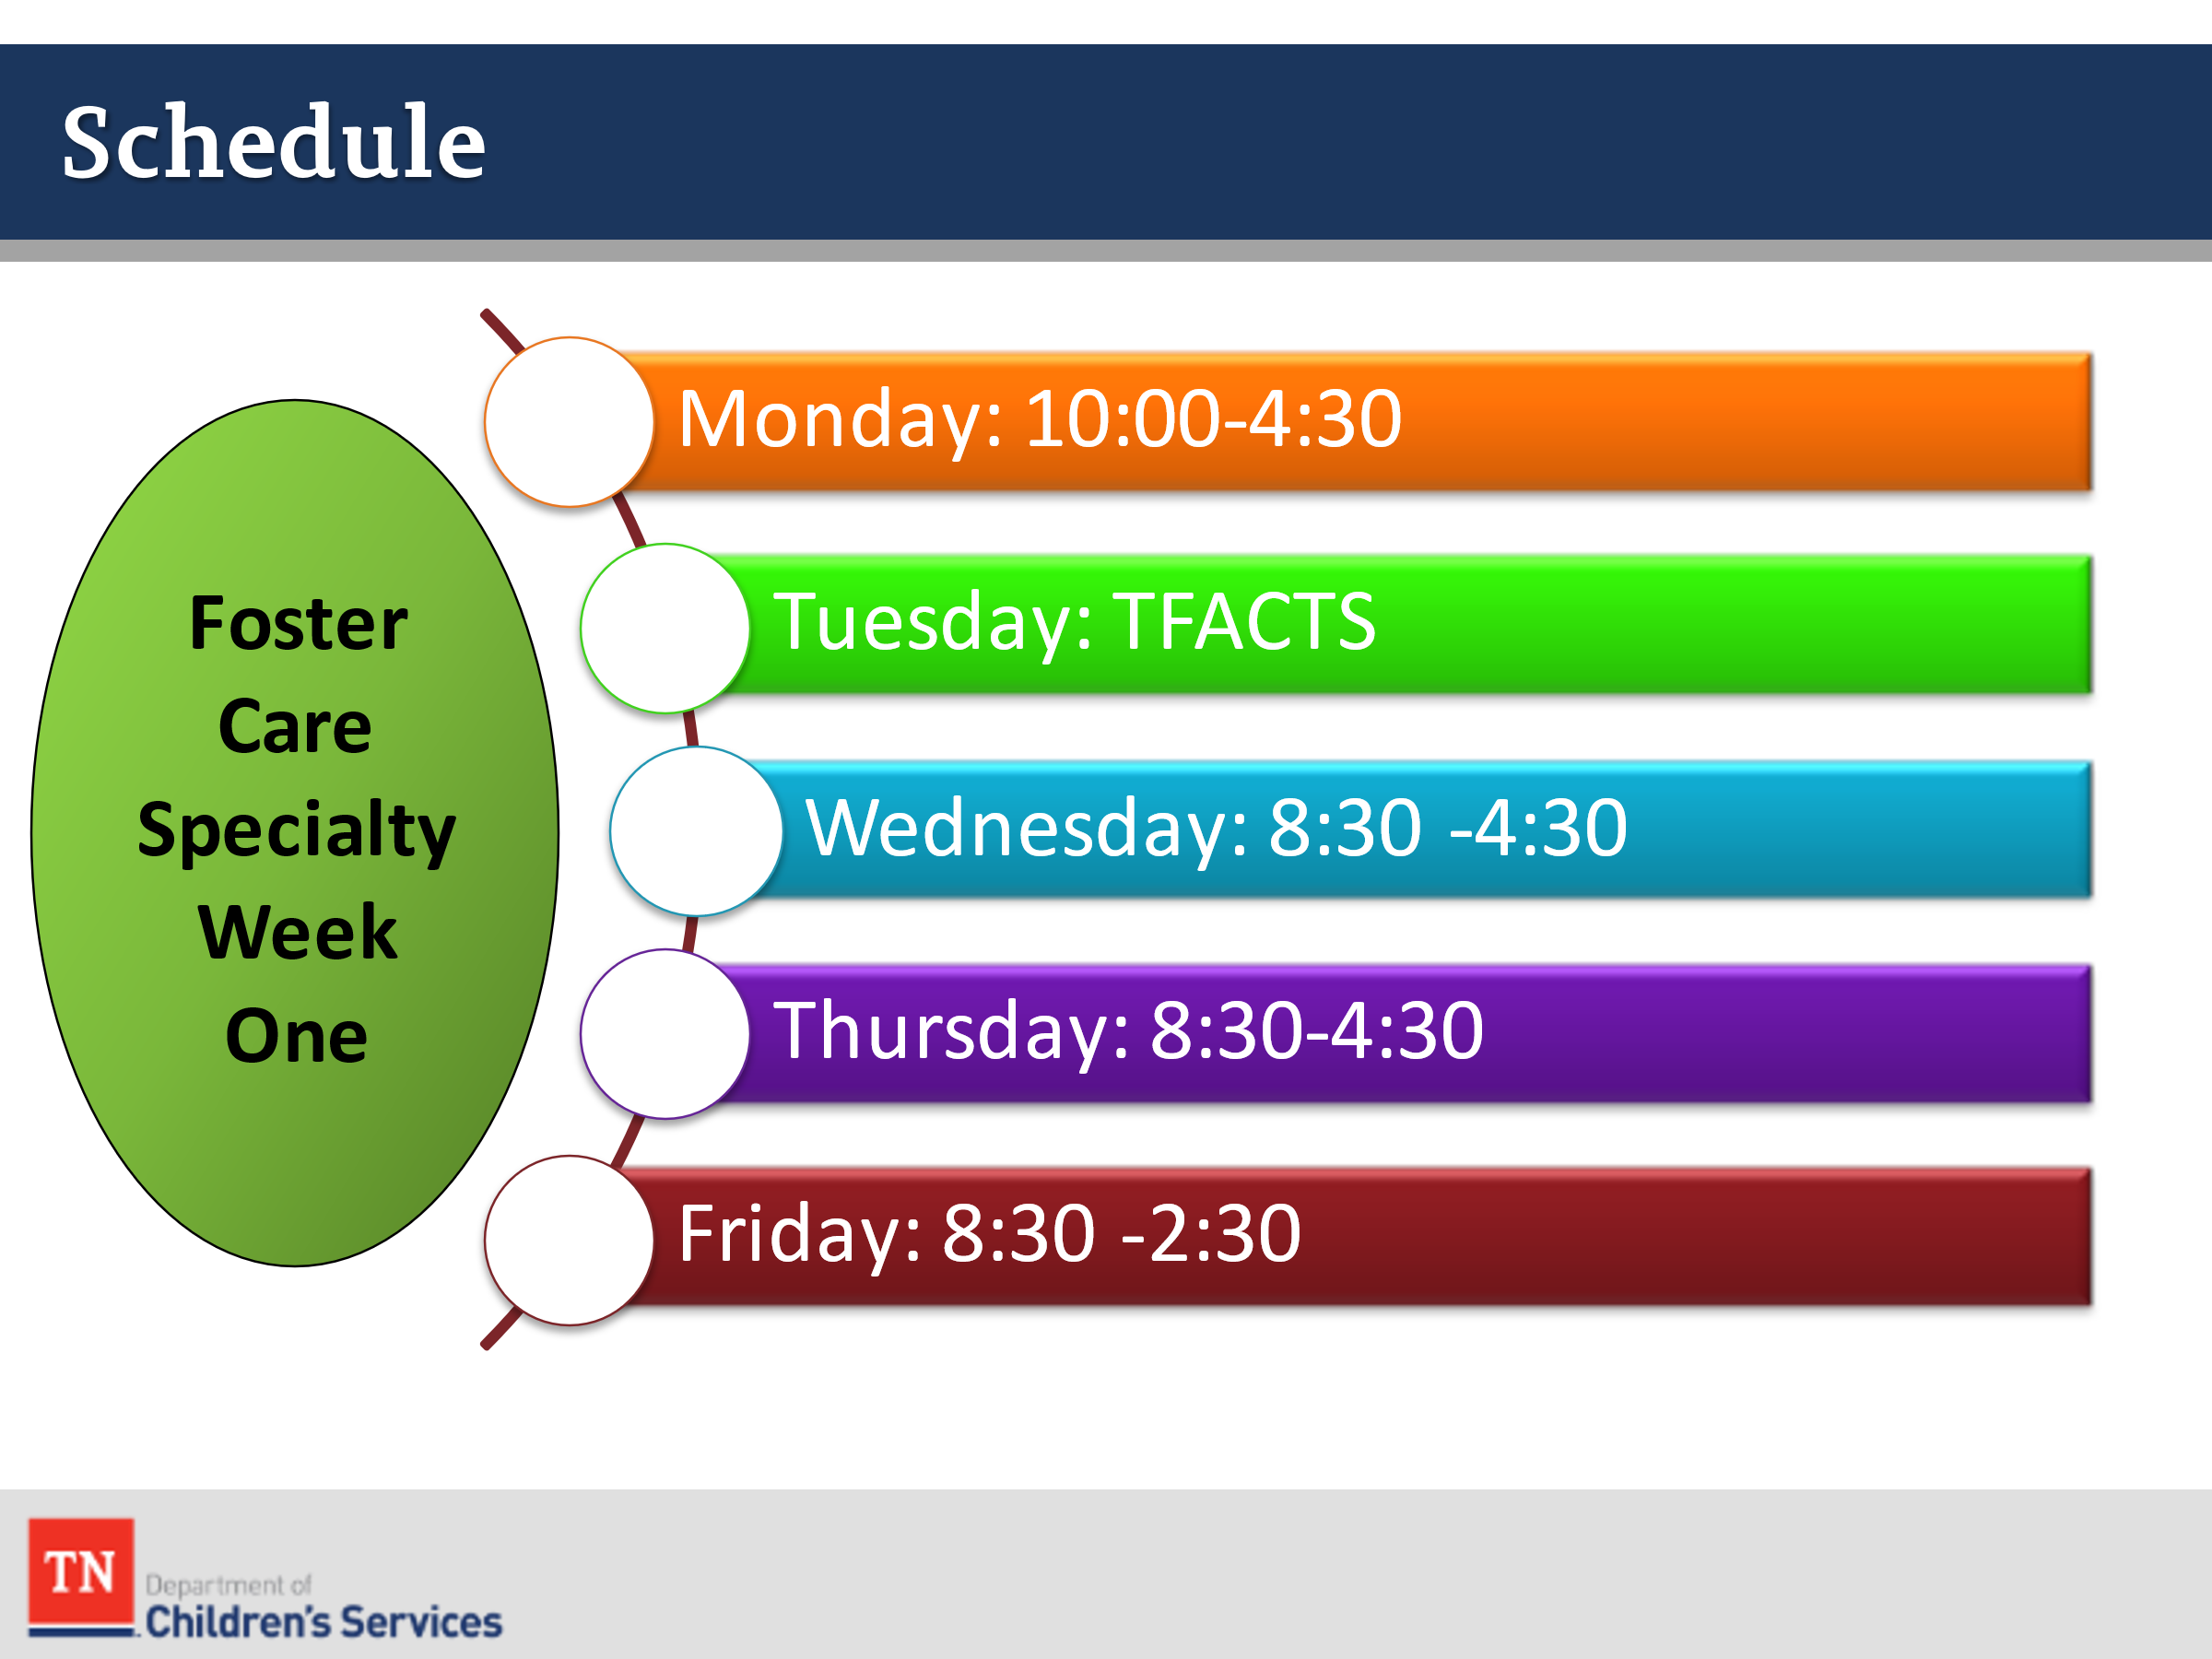 Schedule
Foster
Care
Specialty
Week
One
Monday: 10:00-4:30
Tuesday: TFACTS
Wednesday: 8:30 -4:30
Thursday: 8:30-4:30
Friday: 8:30 -2:30
TN
Department of
Children's Services